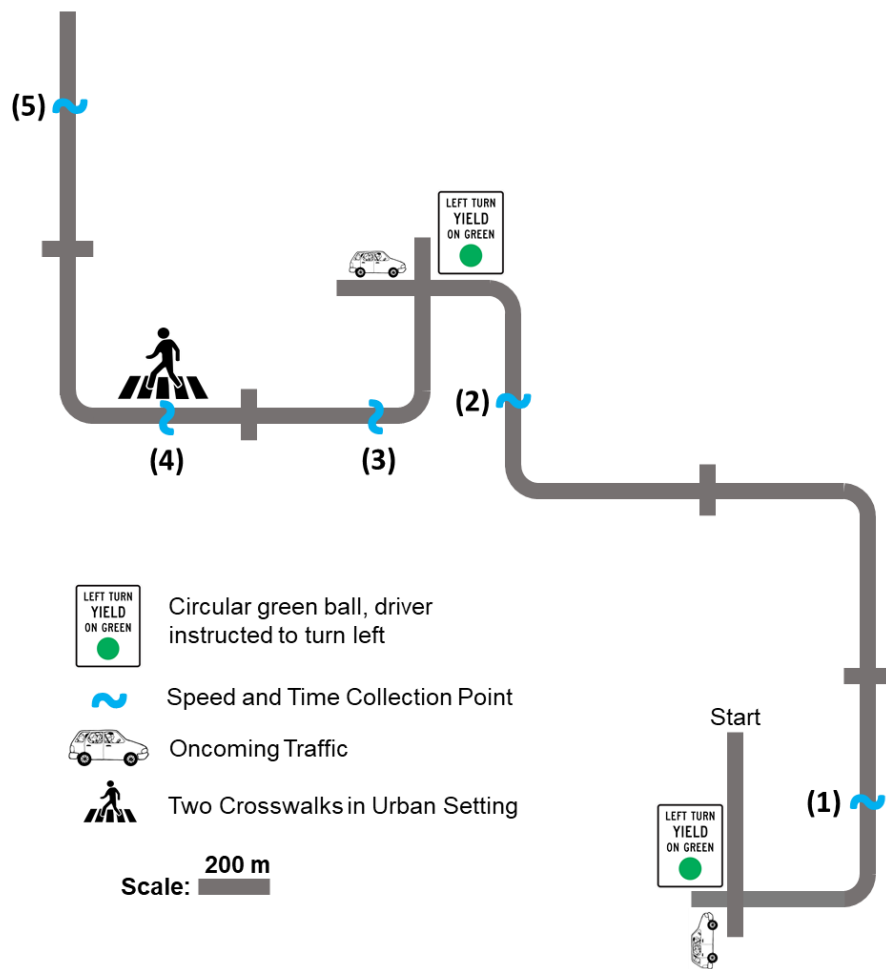 (5)
LEFT TURN
YIELD
ON GREEN
(2)
(4)
(3)
LEFT TURN
YIELD
ON GREEN
Circular green ball, driver
instructed to turn left
Speed and Time Collection Point
Oncoming Traffic
Two Crosswalks in Urban Setting
200 m
Scale:
Start
(1)
LEFT TURN
YIELD
ON GREEN